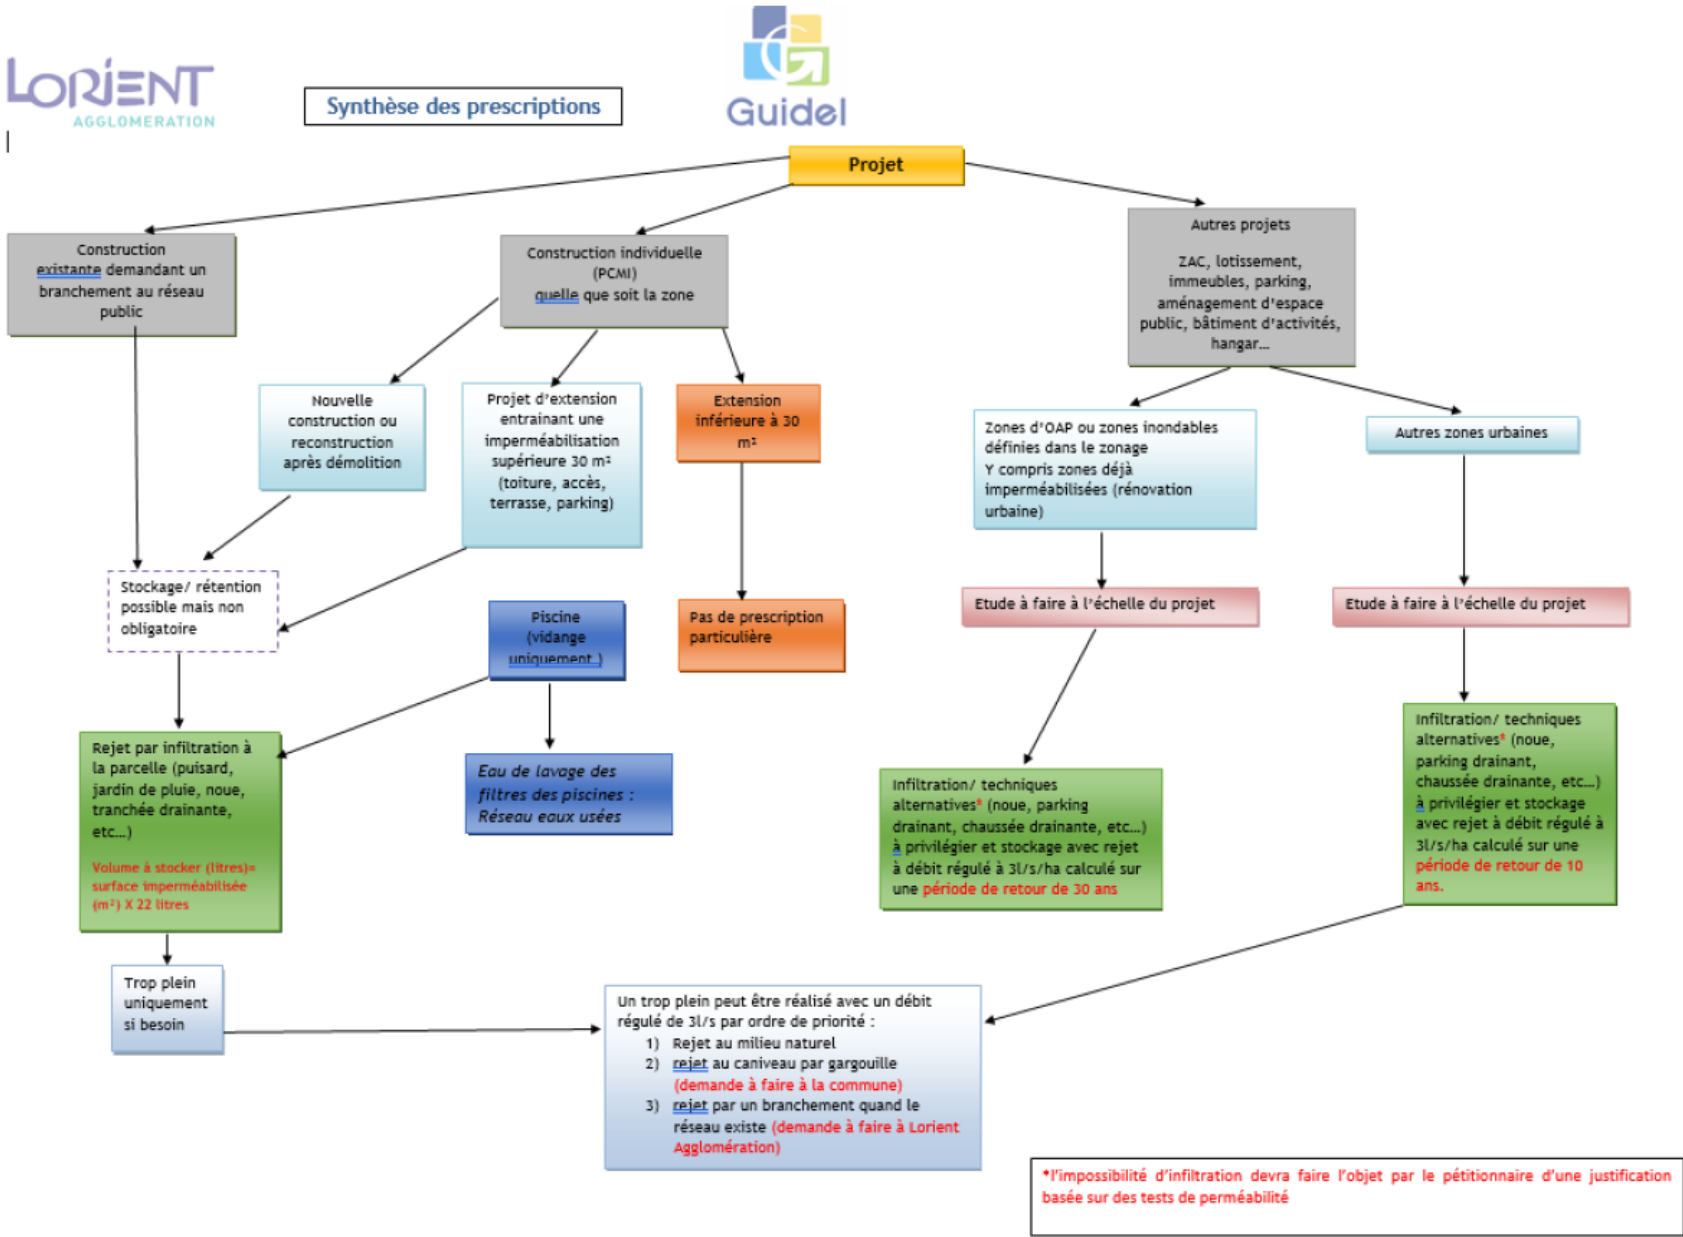 LORIENT
AGGLOMERATION
Synthèse des prescriptions
Guidel
Projet
Construction
existante demandant un
branchement au réseau
public
Construction individuelle
(PCMI)
quelle que soit la zone
Autres projets
ZAC, lotissement,
immeubles, parking,
aménagement d'espace
public, bâtiment d'activités,
hangar…
Nouvelle
construction ou
reconstruction
après démolition
Projet d'extension
entrainant une
imperméabilisation
supérieure 30 m²
(toiture, accès,
terrasse, parking)
Extension
inférieure à 30
m²
Zones d'OAP ou zones inondables
définies dans le zonage
Y compris zones déjà
imperméabilisées (rénovation
urbaine)
Autres zones urbaines
Stockage/ rétention
possible mais non
obligatoire
Piscine
(vidange
uniquement )
Pas de prescription
particulière
Etude à faire à l'échelle du projet
Etude à faire à l'échelle du projet
Rejet par infiltration à
la parcelle (puisard,
jardin de pluie, noue,
tranchée drainante,
etc…)
Volume à stocker (litres)=
surface imperméabilisée
(m²) X 22 litres
Eau de lavage des
filtres des piscines :
Réseau eaux usées
Infiltration/ techniques
alternatives* (noue, parking
drainant, chaussée drainante, etc…)
à privilégier et stockage avec rejet
à débit régulé à 3l/s/ha calculé sur
une période de retour de 30 ans
Infiltration/ techniques
alternatives* (noue,
parking drainant,
chaussée drainante, etc…)
à privilégier et stockage
avec rejet à débit régulé à
3l/s/ha calculé sur une
période de retour de 10
ans.
Trop plein
uniquement
si besoin
Un trop plein peut être réalisé avec un débit
régulé de 3l/s par ordre de priorité :
1) Rejet au milieu naturel
2) rejet au caniveau par gargouille
(demande à faire à la commune)
3) rejet par un branchement quand le
réseau existe (demande à faire à Lorient
Agglomération)
*l'impossibilité d'infiltration devra faire l'objet par le pétitionnaire d'une justification
basée sur des tests de perméabilité